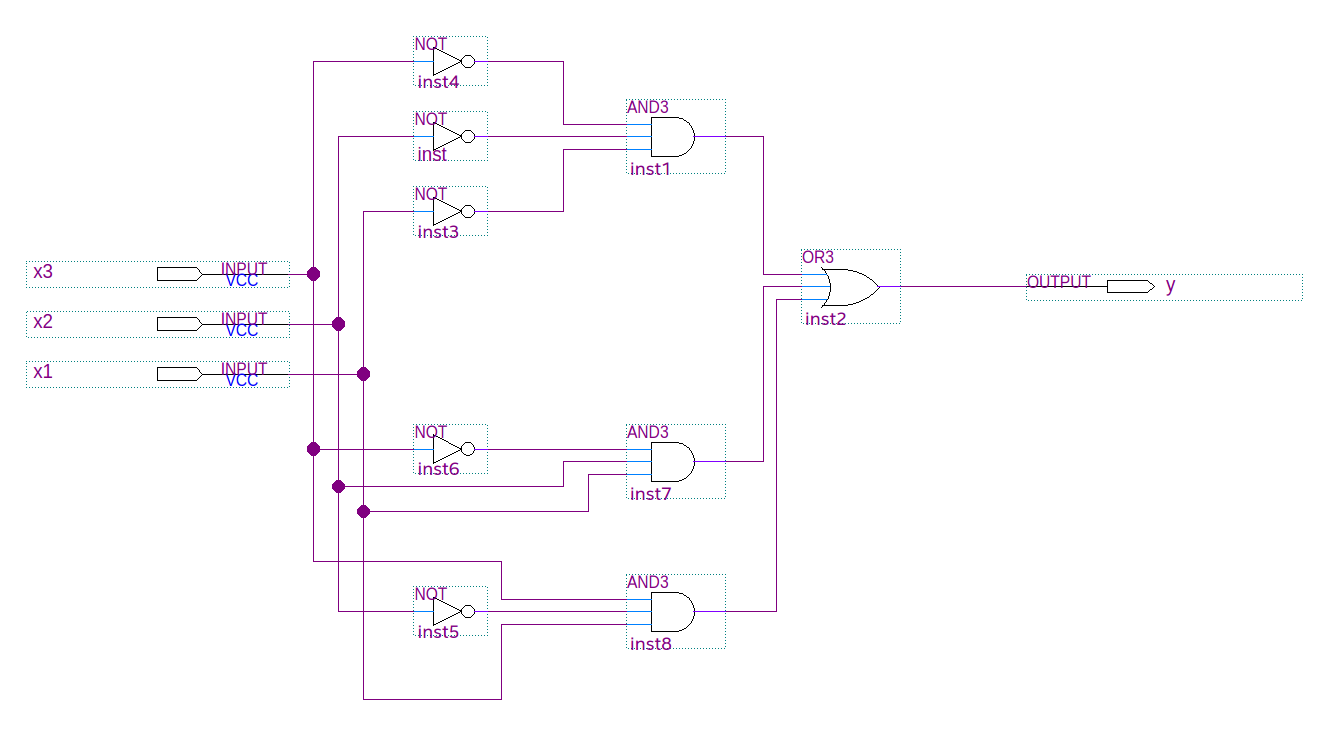 NOT
inst4
AND3
NOT
inst
inst1
NOT
inst3
OR3
x3
INPUT
VCC
OUTPUT
y
x2
INPUT
VCC
inst2
x1
INPUT
VCC
NOT
inst6
AND3
inst7
AND3
NOT
inst5
inst8